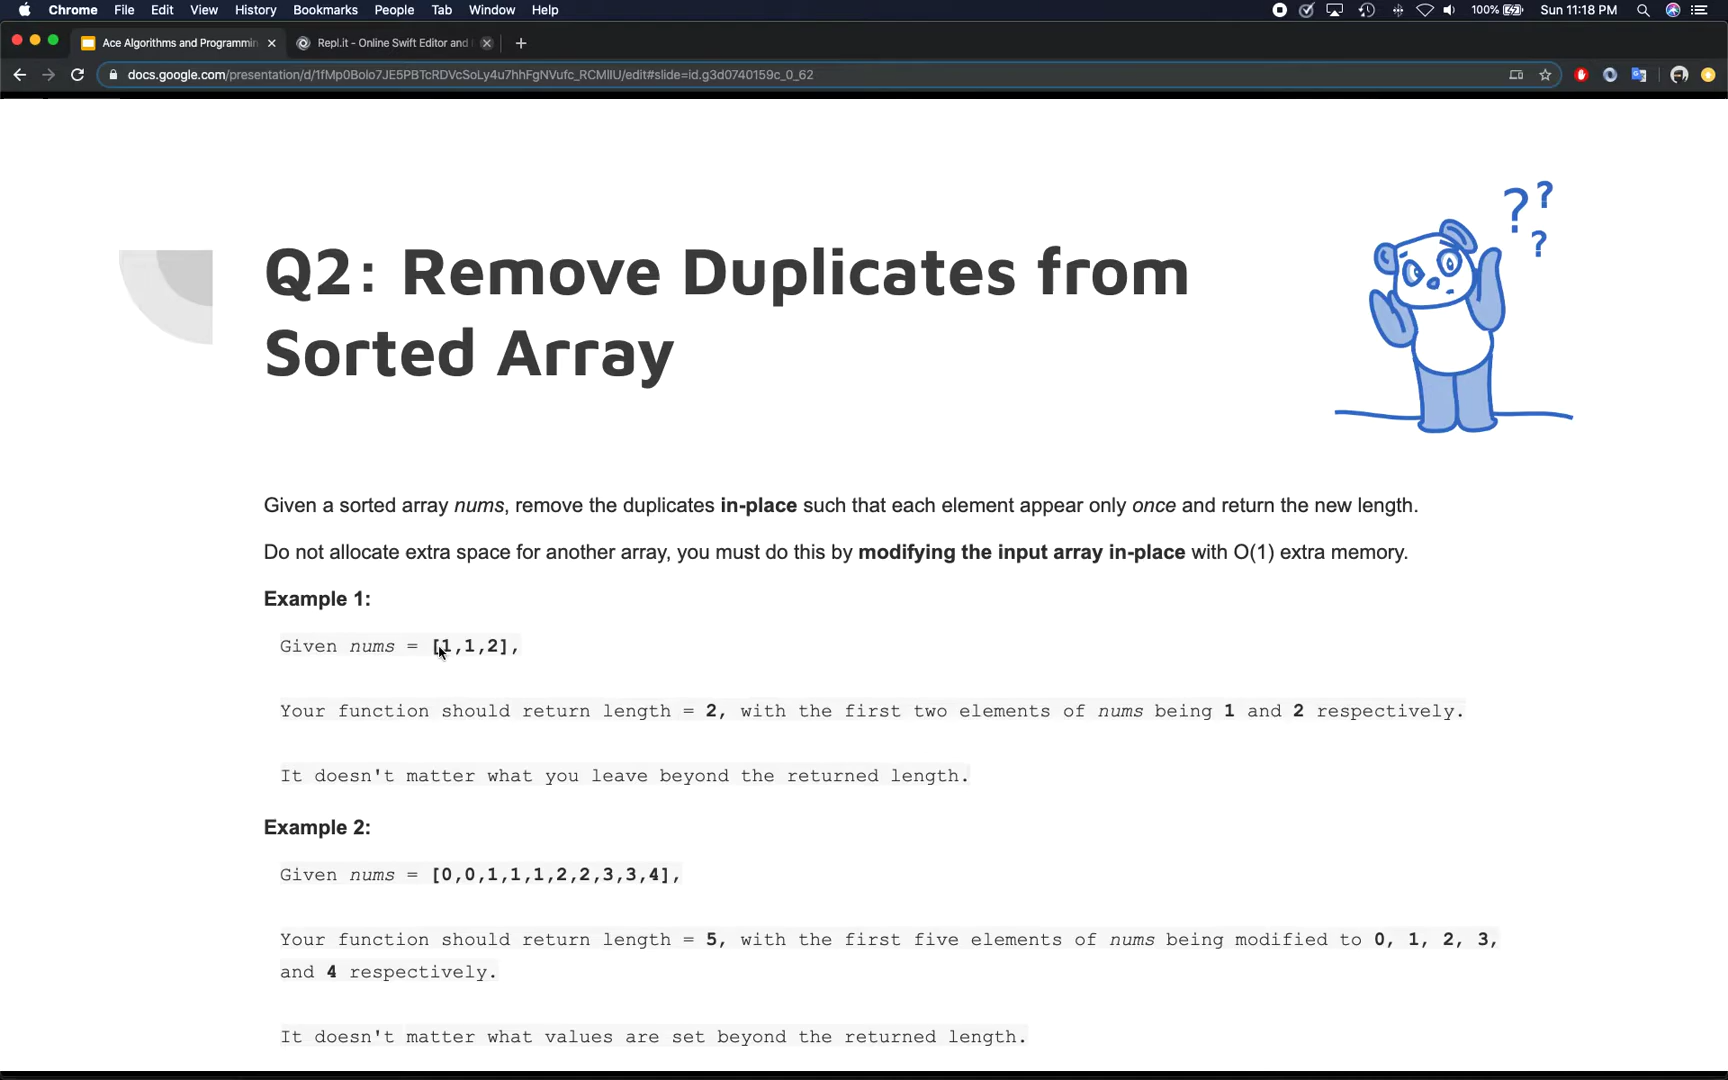 Chrome File Edit View History Bookmarks People Tab Window Help 100% Sun 11:18 PM
Ace Algorithms and Programmin Repl.it - Online Swift Editor and
docs.google.com/presentation/d/1fMp0Bolo7JE5PBTcRDVcSoLy4u7hhFgNVufc_RCMlIU/edit#slide=id.g3d0740159c_0_62
???
Q2: Remove Duplicates from
Sorted Array
Given a sorted array nums, remove the duplicates in-place such that each element appear only once and return the new length.
Do not allocate extra space for another array, you must do this by modifying the input array in-place with O(1) extra memory.
Example 1:
Given nums = [1,1,2],
Your function should return length = 2, with the first two elements of nums being 1 and 2 respectively.
It doesn't matter what you leave beyond the returned length.
Example 2:
Given nums = [0,0,1,1,1,2,2,3,3,4],
Your function should return length = 5, with the first five elements of nums being modified to 0, 1, 2, 3,
and 4 respectively.
It doesn't matter what values are set beyond the returned length.